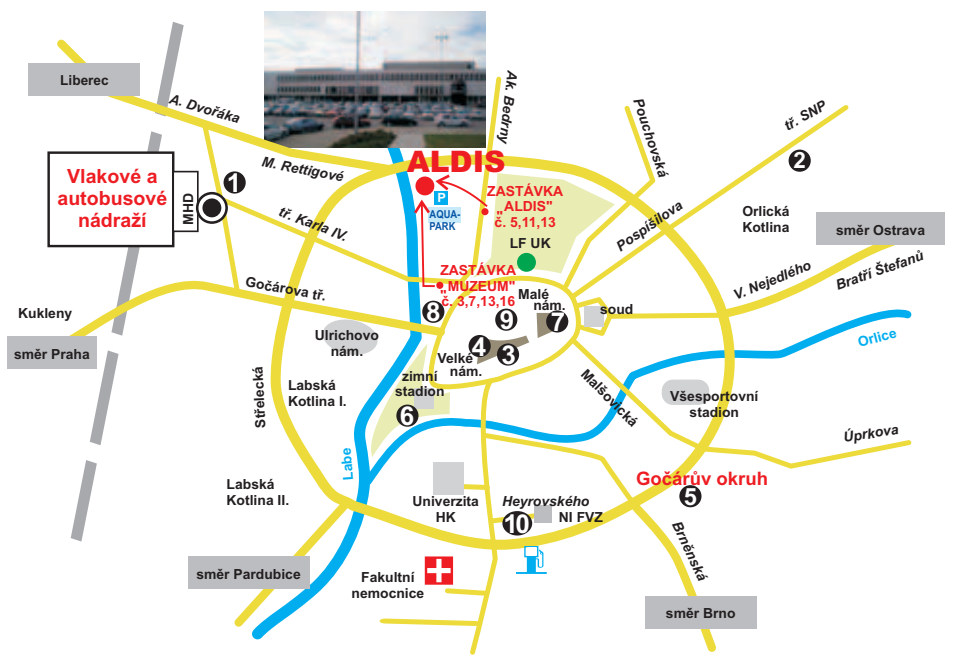 Liberec
A. Dvořáka
M. Rettigové
Ak. Bedrny
Pouchovská
tř. SNP
2
ALDIS
Vlakové a
autobusové
nádraží
MHD
1
tř. Karla IV.
P
AQUA-
PARK
ZASTÁVKA
"ALDIS"
č. 5,11,13
LF UK
Pospíšilova
Orlická
Kotlina
směr Ostrava
V. Nejedlého
Bratří Štefanů
Gočárova tř.
ZASTÁVKA
"MUZEUM"
č. 3,7,13,16
Malé
nám.
soud
Kukleny
směr Praha
8
9
7
Ulrichovo
nám.
4
3
Velké
nám.
Orlice
Střelecká
Labská
Kotlina I.
zimní
stadion
6
Malšovická
Všesportovní
stadion
Úprkova
Labe
Gočárův okruh
5
Labská
Kotlina II.
Univerzita
HK
Heyrovského
10
NI FVZ
Brněnská
směr Pardubice
Fakultní
nemocnice
směr Brno